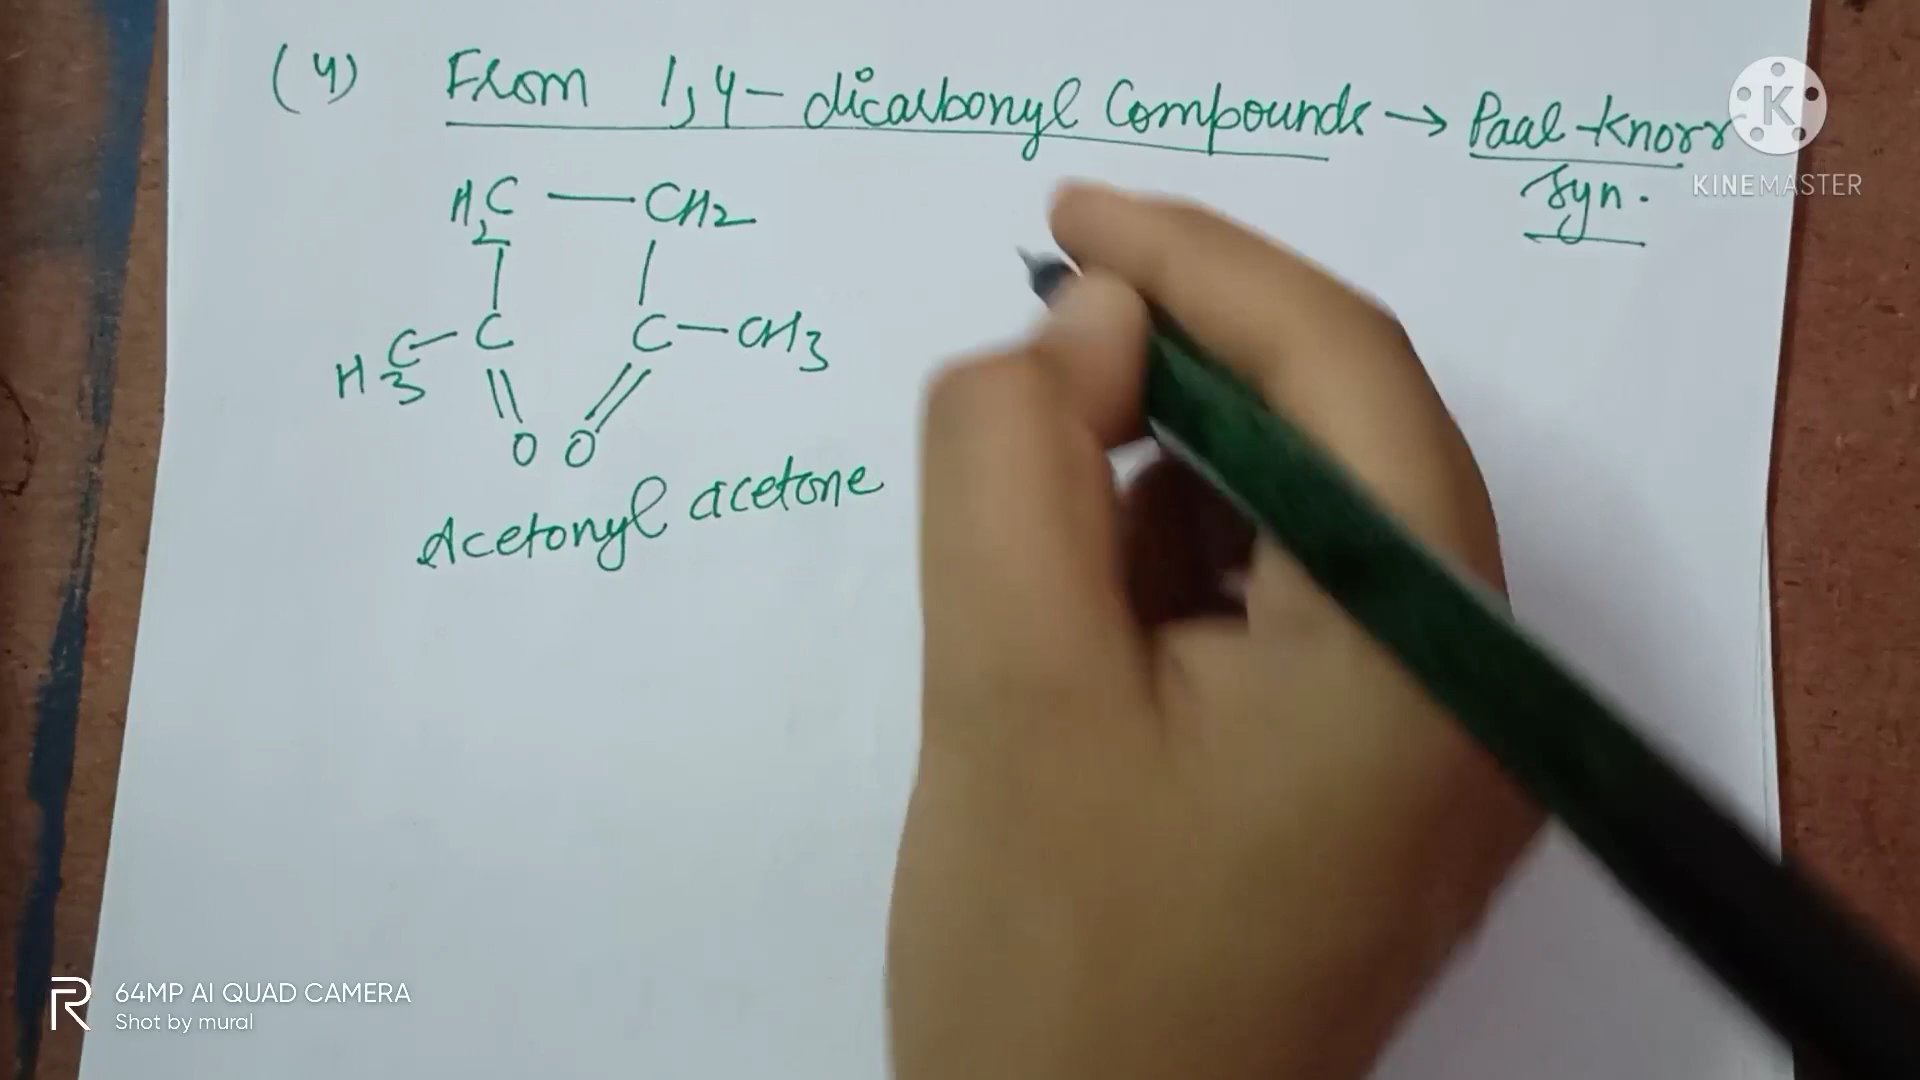 (4) From 1,4-dicarbonyl Compounds → Paal-Knorr
Syn.
H2C — CH2
H3C - C C - CH3
O O
Acetonyl acetone
K
KINEMASTER
R 64MP AI QUAD CAMERA
Shot by mural